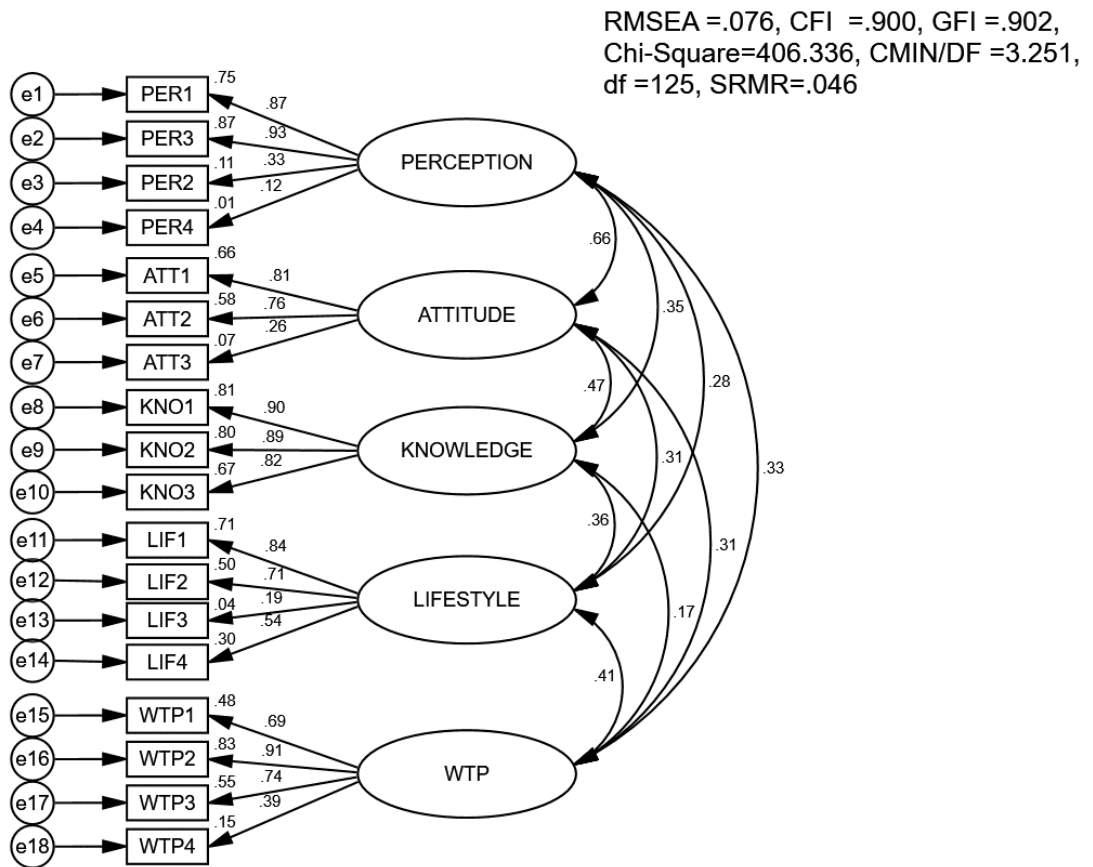 RMSEA =.076, CFI  =.900, GFI =.902,
Chi-Square=406.336, CMIN/DF =3.251,
df =125, SRMR=.046
e1 PER1 .75 .87
e2 PER3 .87 .93
e3 PER2 .11 .33
e4 PER4 .01 .12
PERCEPTION
e5 ATT1 .66 .81
e6 ATT2 .58 .76
e7 ATT3 .07 .26
ATTITUDE
e8 KNO1 .81 .90
e9 KNO2 .80 .89
e10 KNO3 .67 .82
KNOWLEDGE
e11 LIF1 .71 .84
e12 LIF2 .50 .71
e13 LIF3 .04 .19
e14 LIF4 .30 .54
LIFESTYLE
e15 WTP1 .48 .69
e16 WTP2 .83 .91
e17 WTP3 .55 .74
e18 WTP4 .15 .39
WTP
.66
.35
.28
.47
.31
.33
.36
.31
.17
.41